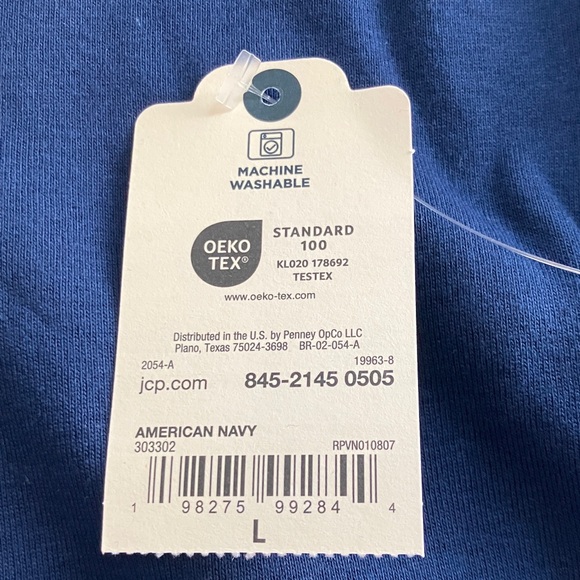 MACHINE
WASHABLE
OEKO
TEX®
STANDARD
100
KL020 178692
TESTEX
www.oeko-tex.com
Distributed in the U.S. by Penney OpCo LLC
Plano, Texas 75024-3698 BR-02-054-A
2054-A 19963-8
jcp.com 845-2145 0505
AMERICAN NAVY
303302 RPVN010807
1 98275 99284 4
L